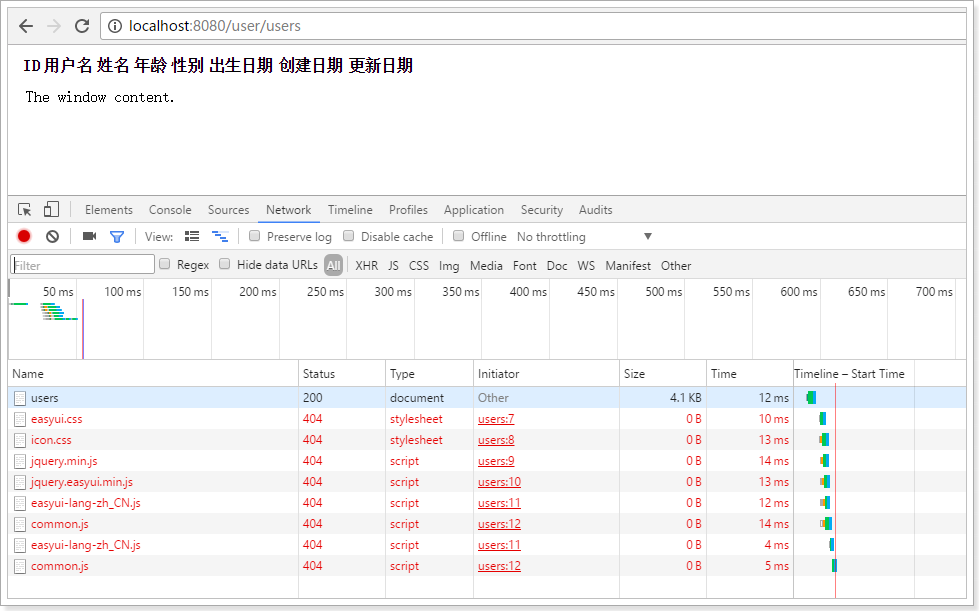 localhost:8080/user/users
ID 用户名 姓名 年龄 性别 出生日期 创建日期 更新日期
The window content.
Elements Console Sources Network Timeline Profiles Application Security Audits
View: Preserve log Disable cache Offline No throttling
Filter Regex Hide data URLs All XHR JS CSS Img Media Font Doc WS Manifest Other
50 ms 100 ms 150 ms 200 ms 250 ms 300 ms 350 ms 400 ms 450 ms 500 ms 550 ms 600 ms 650 ms 700 ms
Name Status Type Initiator Size Time Timeline – Start Time
users 200 document Other 4.1 KB 12 ms
easyui.css 404 stylesheet users:7 0 B 10 ms
icon.css 404 stylesheet users:8 0 B 13 ms
jquery.min.js 404 script users:9 0 B 14 ms
jquery.easyui.min.js 404 script users:10 0 B 13 ms
easyui-lang-zh_CN.js 404 script users:11 0 B 12 ms
common.js 404 script users:12 0 B 14 ms
easyui-lang-zh_CN.js 404 script users:11 0 B 4 ms
common.js 404 script users:12 0 B 5 ms